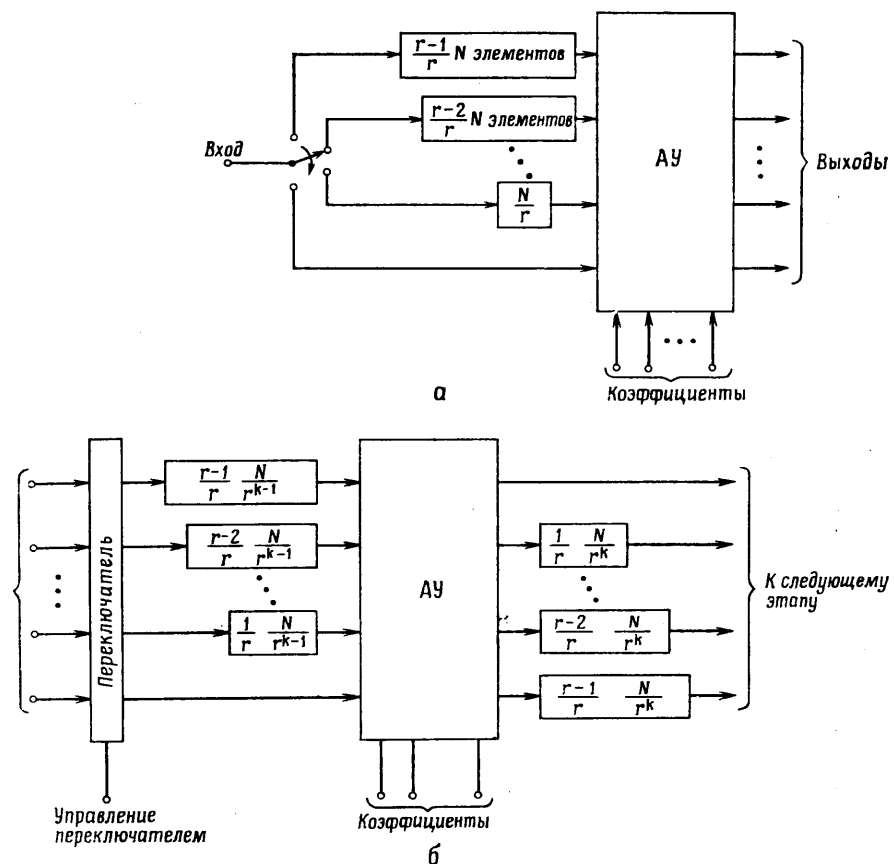 r-1/r N элементов
r-2/r N элементов
Вход
N/r
АУ
Выходы
Коэффициенты
а
Переключатель
r-1/r N/r^k-1
r-2/r N/r^k-1
1/r N/r^k-1
АУ
1/r N/r^k
r-2/r N/r^k
r-1/r N/r^k
К следующему
этапу
Управление
переключателем
Коэффициенты
б